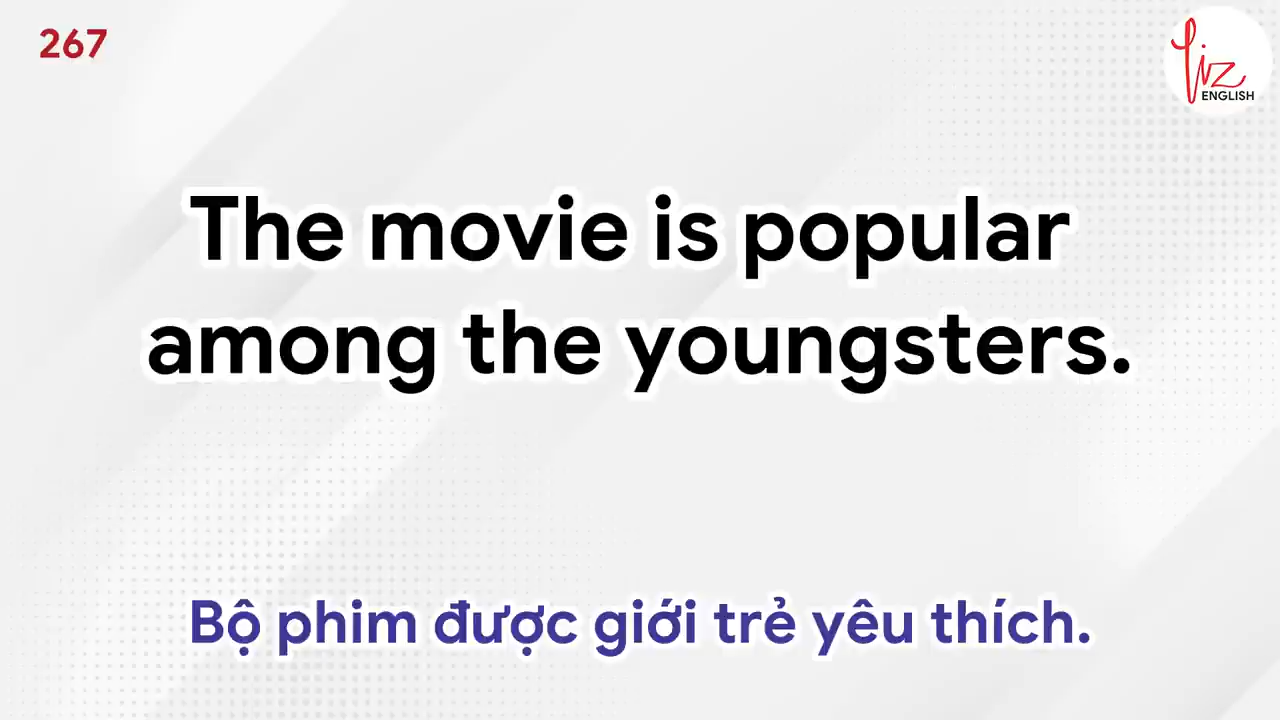 267
Liz
ENGLISH
The movie is popular
among the youngsters.
Bộ phim được giới trẻ yêu thích.